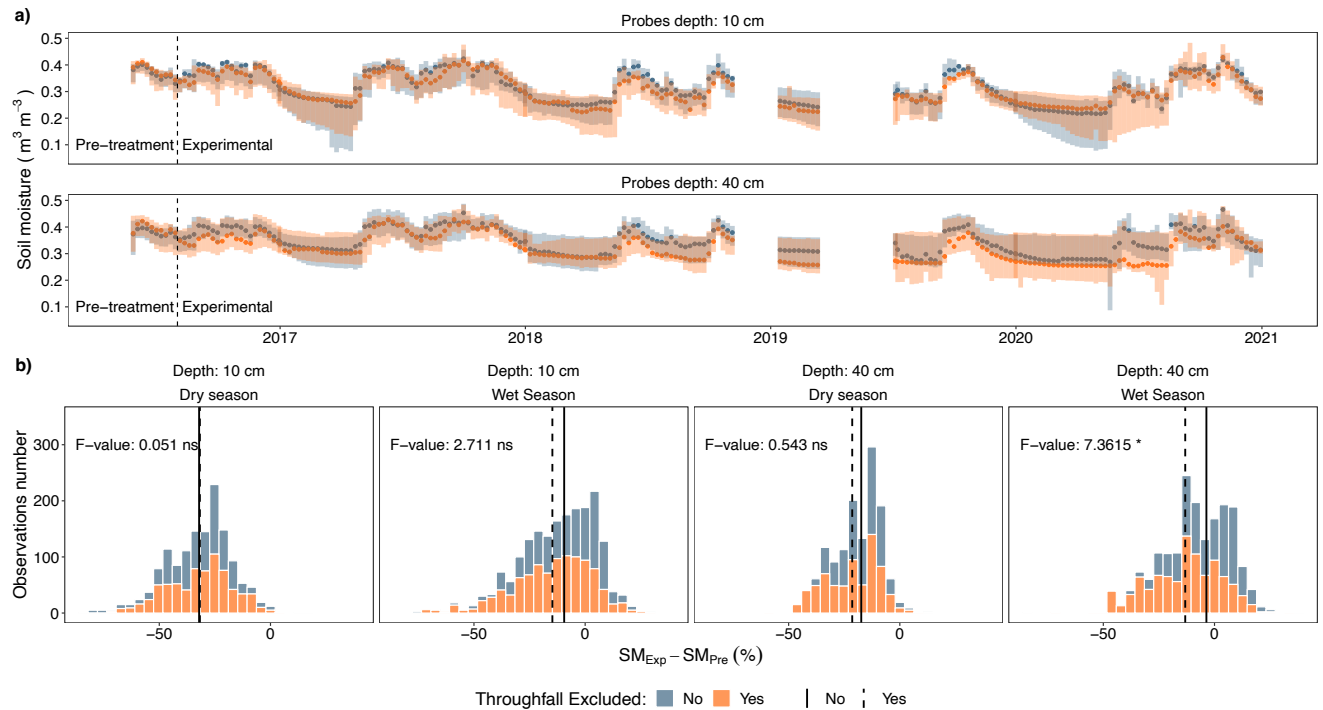 a)
Probes depth: 10 cm
0.5
0.4
0.3
0.2
0.1
Pre−treatment
Experimental
Probes depth: 40 cm
0.5
0.4
0.3
0.2
0.1
Pre−treatment
Experimental
Soil moisture ( m³ m⁻³ )
2017
2018
2019
2020
2021
b)
Depth: 10 cm
Dry season
F−value: 0.051 ns
Depth: 10 cm
Wet Season
F−value: 2.711 ns
Depth: 40 cm
Dry season
F−value: 0.543 ns
Depth: 40 cm
Wet Season
F−value: 7.3615 *
Observations number
300
200
100
0
−50 0
−50 0
−50 0
−50 0
SM_Exp − SM_Pre (%)
Throughfall Excluded: No Yes No Yes